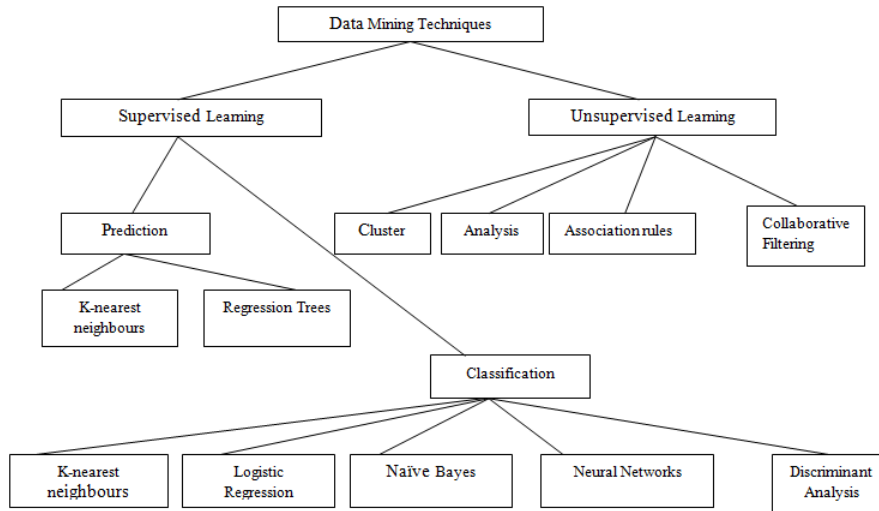 Data Mining Techniques
Supervised Learning
Unsupervised Learning
Prediction
Cluster
Analysis
Association rules
Collaborative
Filtering
K-nearest
neighbours
Regression Trees
Classification
K-nearest
neighbours
Logistic
Regression
Naïve Bayes
Neural Networks
Discriminant
Analysis